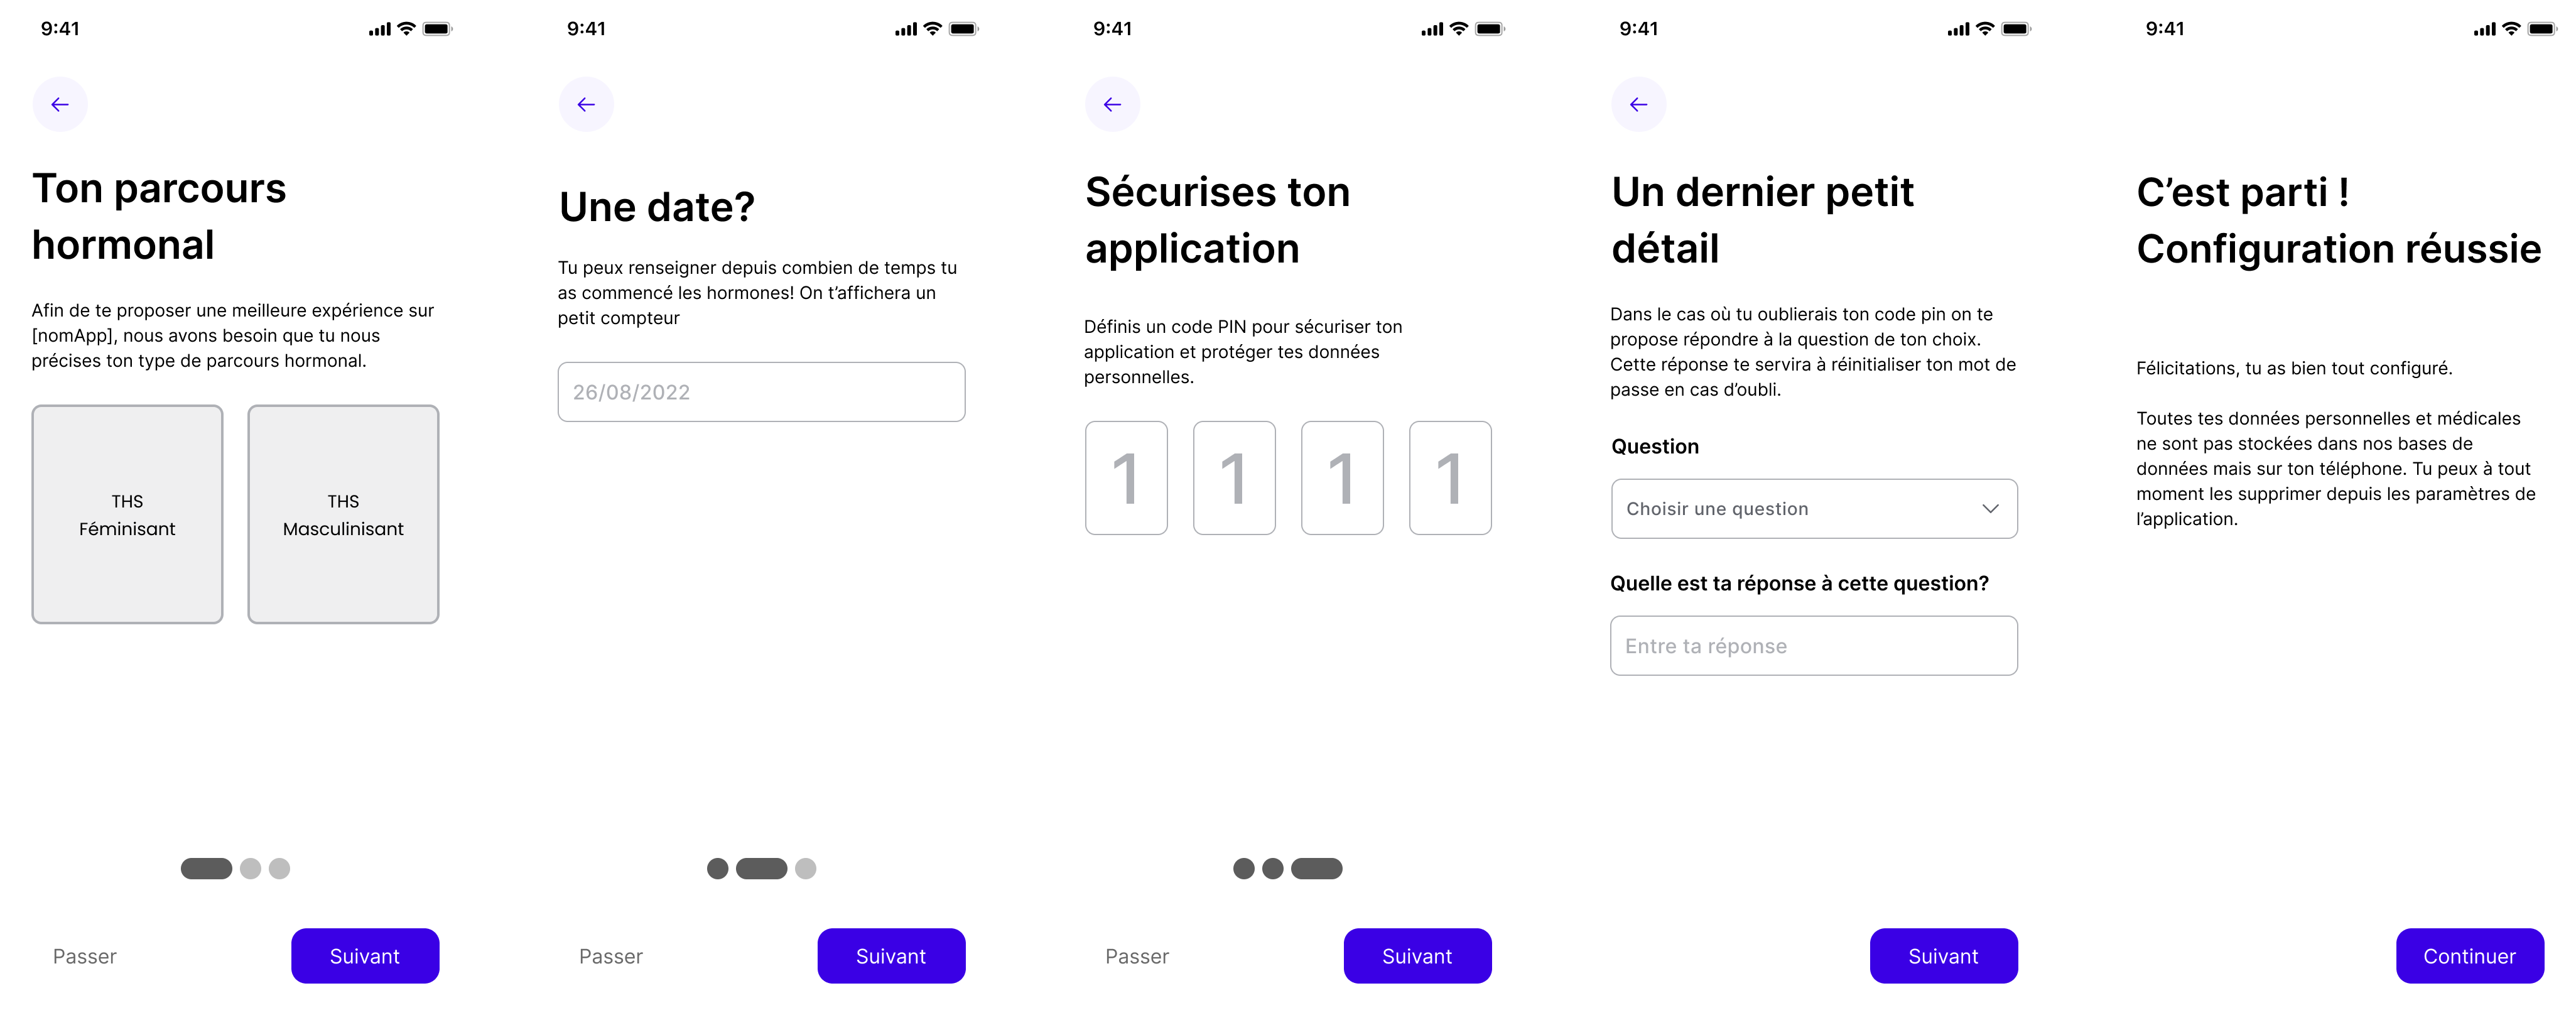 9:41
Ton parcours
hormonal
Afin de te proposer une meilleure expérience sur
[nomApp], nous avons besoin que tu nous
précises ton type de parcours hormonal.
THS
Féminisant
THS
Masculinisant
Passer
Suivant
9:41
Une date?
Tu peux renseigner depuis combien de temps tu
as commencé les hormones! On t’affichera un
petit compteur
26/08/2022
Passer
Suivant
9:41
Sécurises ton
application
Définis un code PIN pour sécuriser ton
application et protéger tes données
personnelles.
1 1 1 1
Passer
Suivant
9:41
Un dernier petit
détail
Dans le cas où tu oublierais ton code pin on te
propose répondre à la question de ton choix.
Cette réponse te servira à réinitialiser ton mot de
passe en cas d’oubli.
Question
Choisir une question
Quelle est ta réponse à cette question?
Entre ta réponse
Suivant
9:41
C’est parti !
Configuration réussie
Félicitations, tu as bien tout configuré.
Toutes tes données personnelles et médicales
ne sont pas stockées dans nos bases de
données mais sur ton téléphone. Tu peux à tout
moment les supprimer depuis les paramètres de
l’application.
Continuer